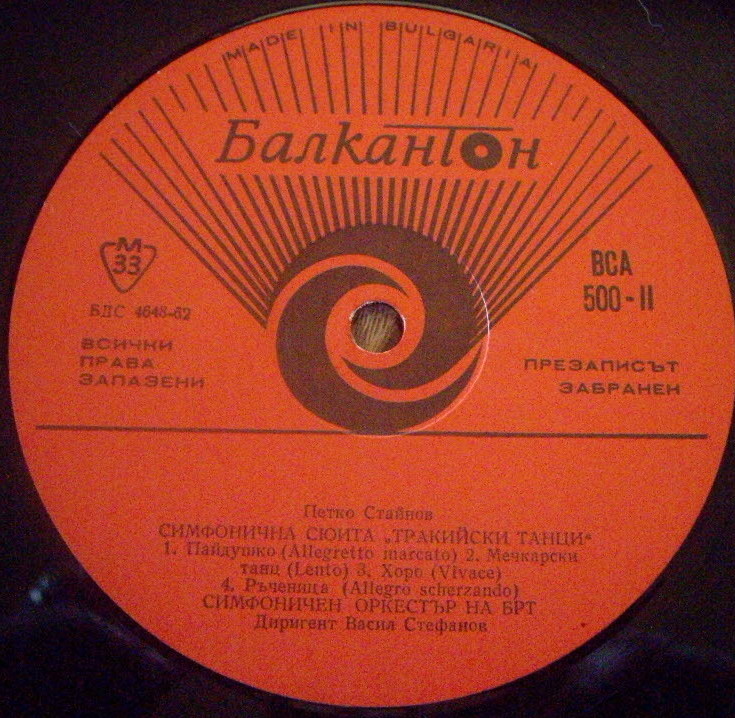 MADE IN BULGARIA
Балкантон
М
33
БДС 4648-62
ВСИЧКИ
ПРАВА
ЗАПАЗЕНИ
ВСА
500-II
ПРЕЗАПИСЪТ
ЗАБРАНЕН
Петко Стайнов
СИМФОНИЧНА СЮИТА „ТРАКИЙСКИ ТАНЦИ“
1. Пайдушко (Allegretto marcato) 2. Мечкарски
танц (Lento) 3. Хоро (Vivace)
4. Ръченица (Allegro scherzando)
СИМФОНИЧЕН ОРКЕСТЪР НА БРТ
Диригент Васил Стефанов